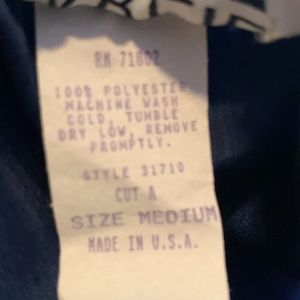 RN 71602
100% POLYESTER
MACHINE WASH
COLD, TUMBLE
DRY LOW, REMOVE
PROMPTLY.
STYLE 31710
CUT A
SIZE MEDIUM
MADE IN U.S.A.